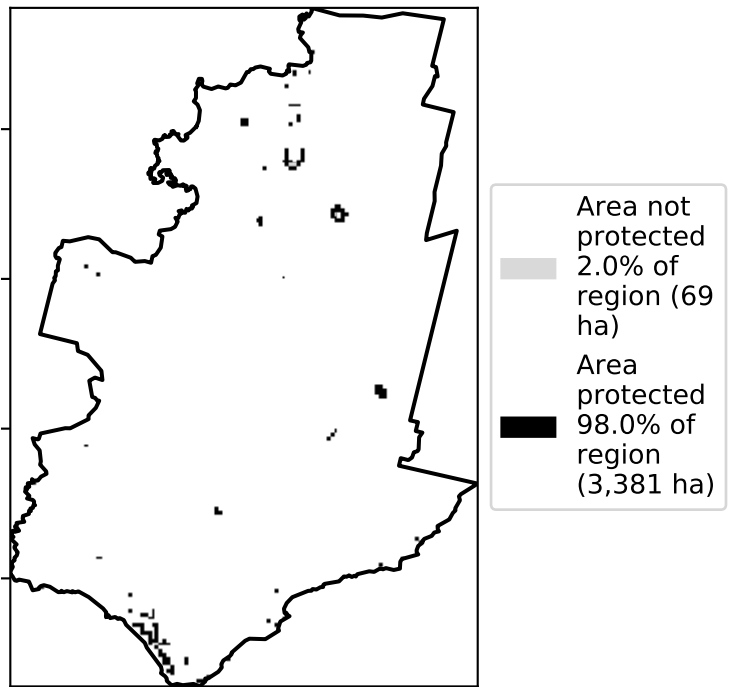 Area not
protected
2.0% of
region (69
ha)
Area
protected
98.0% of
region
(3,381 ha)